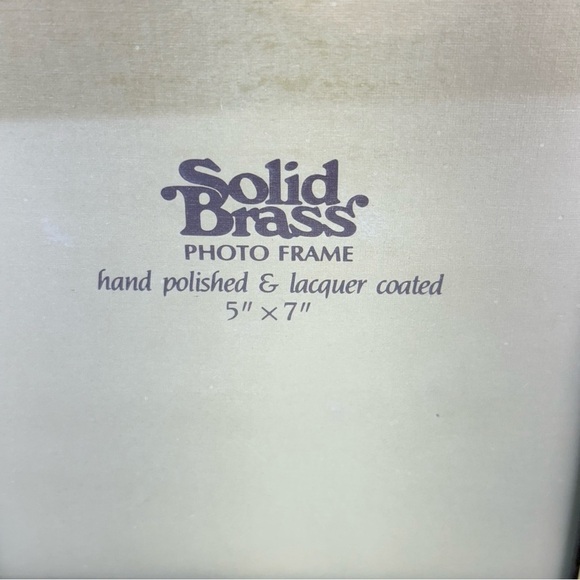 Solid
Brass
PHOTO FRAME
hand polished & lacquer coated
5" × 7"